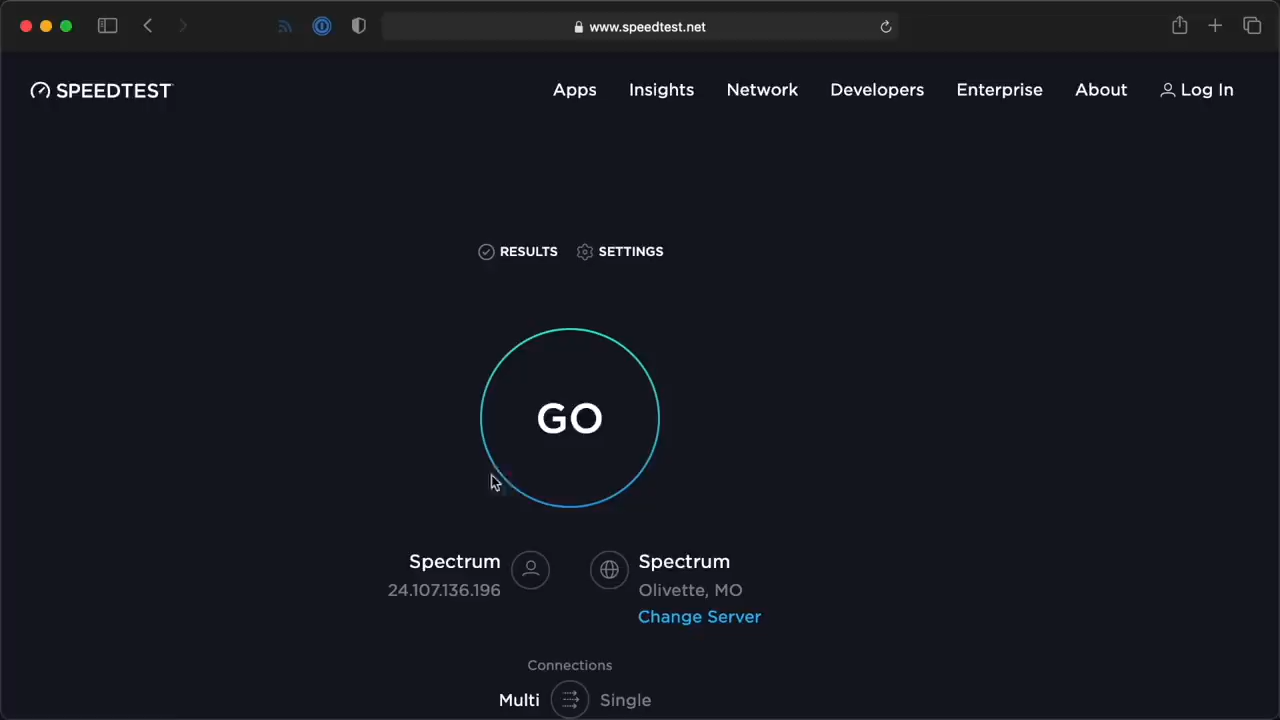 www.speedtest.net
SPEEDTEST
Apps Insights Network Developers Enterprise About Log In
RESULTS SETTINGS
GO
Spectrum
24.107.136.196
Spectrum
Olivette, MO
Change Server
Connections
Multi Single